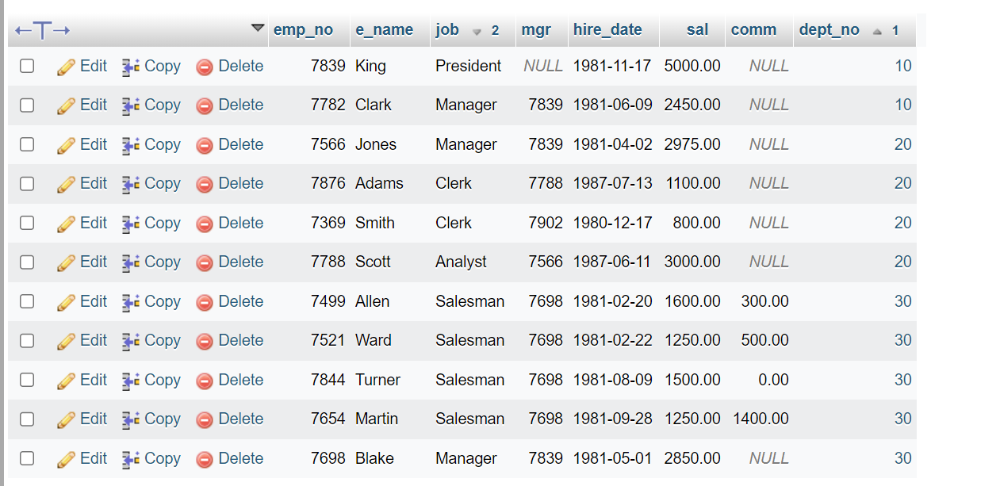 emp_no e_name job 2 mgr hire_date sal comm dept_no 1
Edit Copy Delete 7839 King President NULL 1981-11-17 5000.00 NULL 10
Edit Copy Delete 7782 Clark Manager 7839 1981-06-09 2450.00 NULL 10
Edit Copy Delete 7566 Jones Manager 7839 1981-04-02 2975.00 NULL 20
Edit Copy Delete 7876 Adams Clerk 7788 1987-07-13 1100.00 NULL 20
Edit Copy Delete 7369 Smith Clerk 7902 1980-12-17 800.00 NULL 20
Edit Copy Delete 7788 Scott Analyst 7566 1987-06-11 3000.00 NULL 20
Edit Copy Delete 7499 Allen Salesman 7698 1981-02-20 1600.00 300.00 30
Edit Copy Delete 7521 Ward Salesman 7698 1981-02-22 1250.00 500.00 30
Edit Copy Delete 7844 Turner Salesman 7698 1981-08-09 1500.00 0.00 30
Edit Copy Delete 7654 Martin Salesman 7698 1981-09-28 1250.00 1400.00 30
Edit Copy Delete 7698 Blake Manager 7839 1981-05-01 2850.00 NULL 30